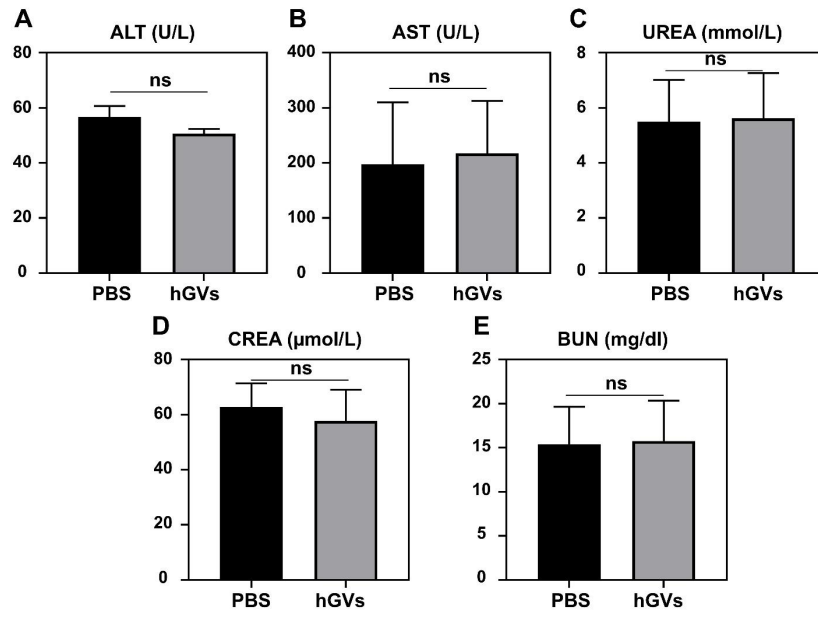 A ALT (U/L)
80
60
40
20
0
ns
PBS hGVs
B AST (U/L)
400
300
200
100
0
ns
PBS hGVs
C UREA (mmol/L)
8
6
4
2
0
ns
PBS hGVs
D CREA (μmol/L)
80
60
40
20
0
ns
PBS hGVs
E BUN (mg/dl)
25
20
15
10
5
0
ns
PBS hGVs